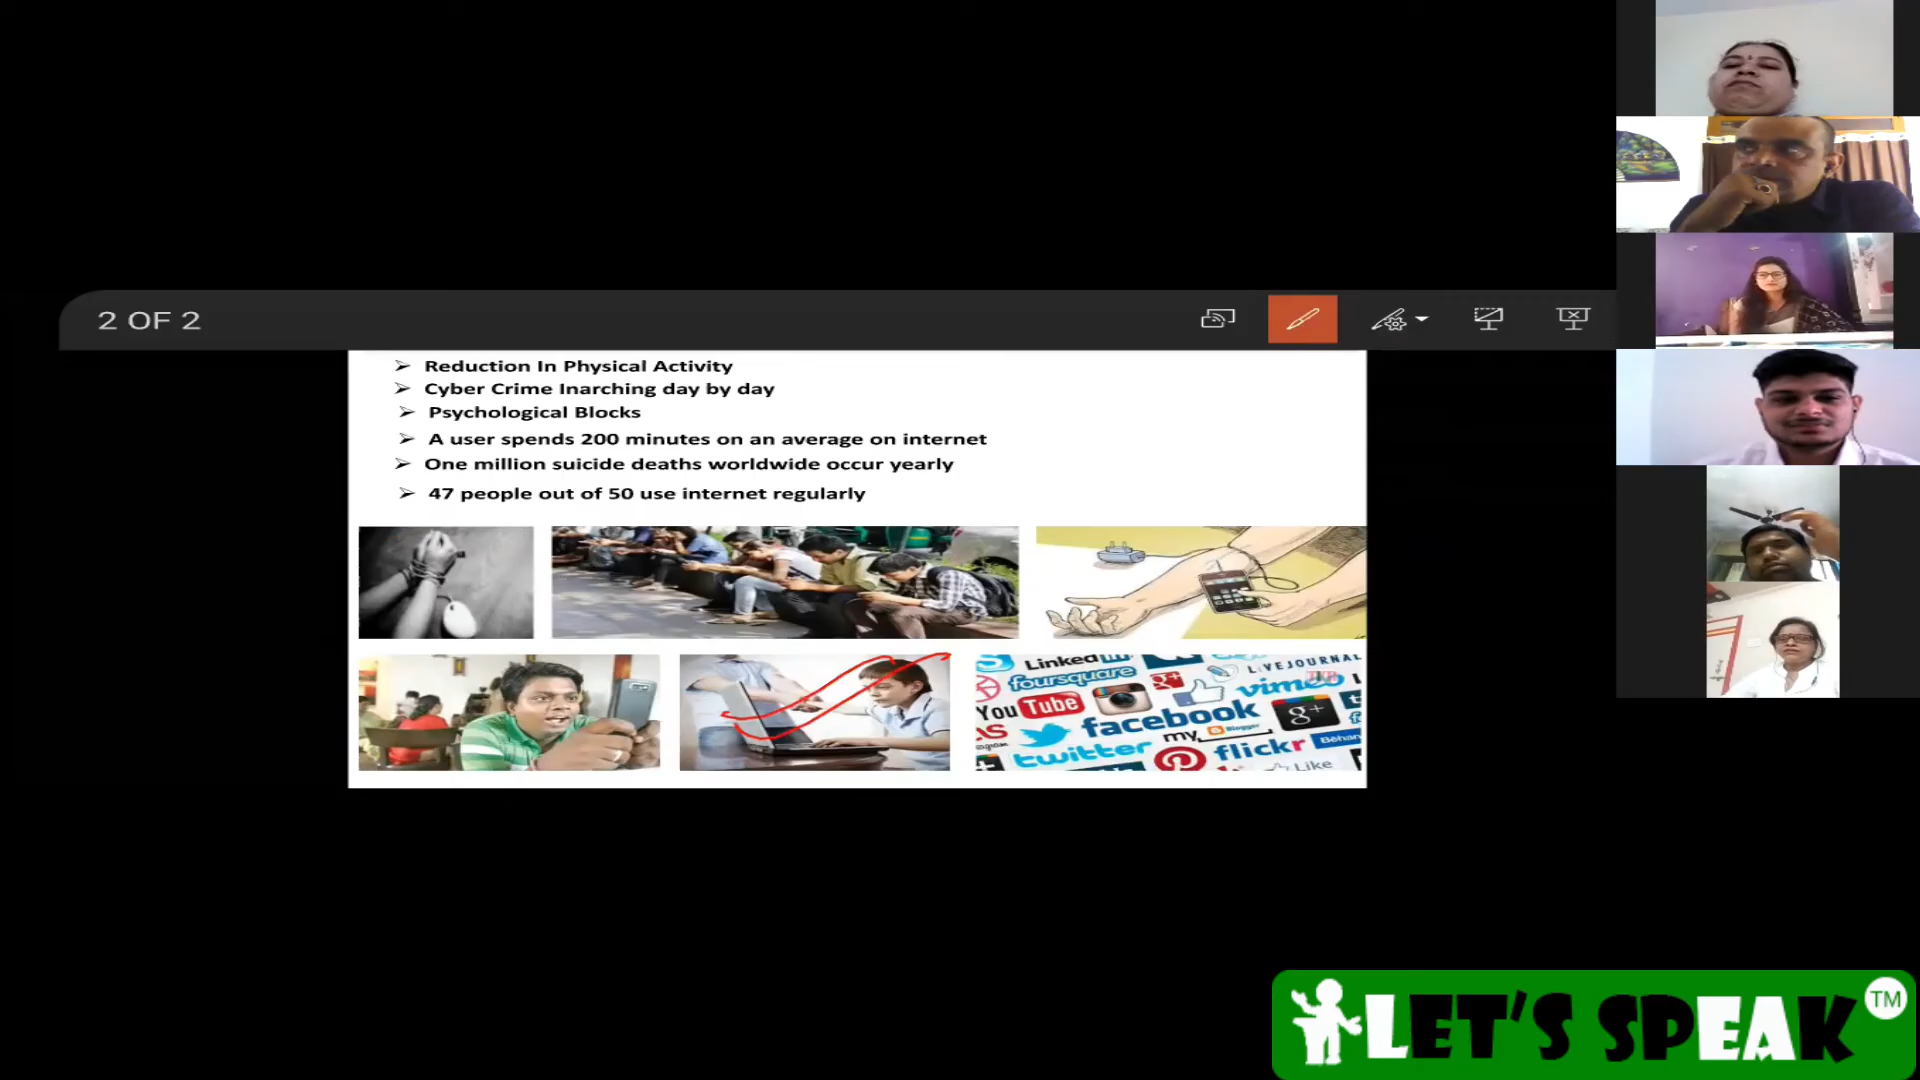 2 OF 2
Reduction In Physical Activity
Cyber Crime Inarching day by day
Psychological Blocks
A user spends 200 minutes on an average on internet
One million suicide deaths worldwide occur yearly
47 people out of 50 use internet regularly
Linked in
LIVEJOURNAL
foursquare
vimeo
You Tube
facebook
g+
twitter
my Blogger
flickr
Like
LET'S SPEAK TM